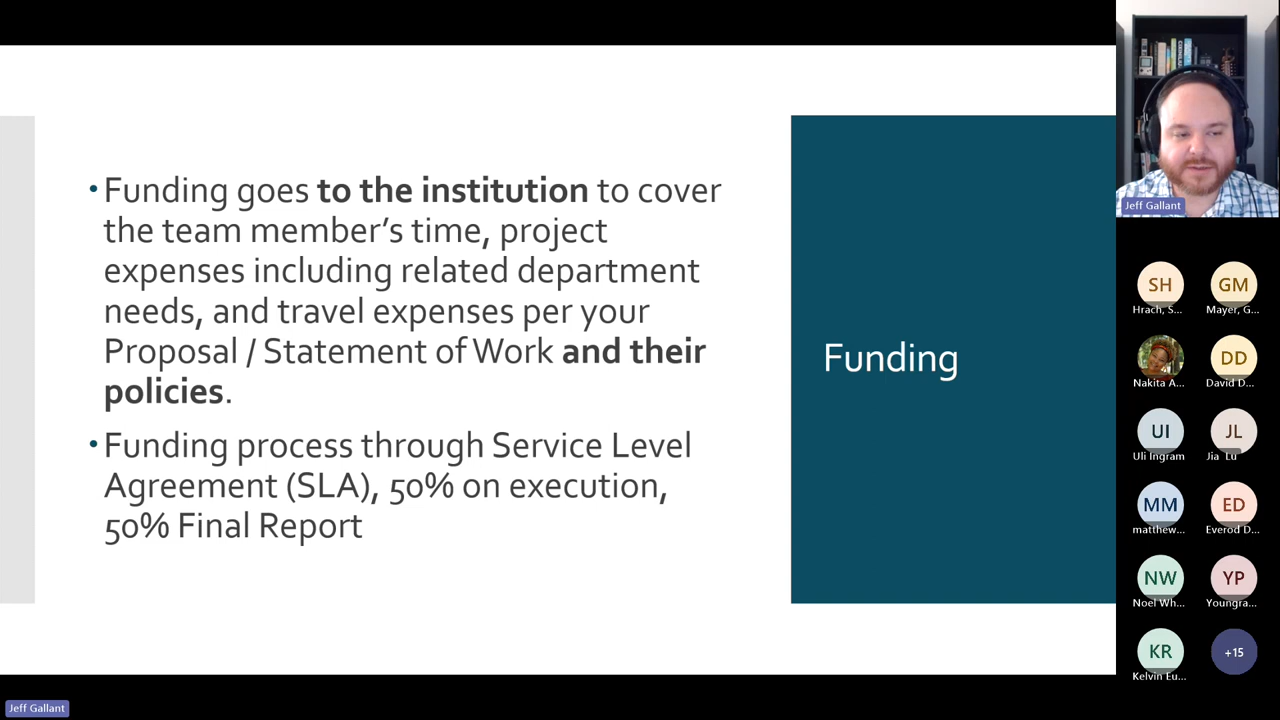 •Funding goes to the institution to cover
the team member's time, project
expenses including related department
needs, and travel expenses per your
Proposal / Statement of Work and their
policies.
•Funding process through Service Level
Agreement (SLA), 50% on execution,
50% Final Report
Funding
Jeff Gallant
SH
GM
Hrach, S...
Mayer, G...
DD
Nakita A...
David D...
UI
JL
Uli Ingram
Jia Lu
MM
ED
matthew...
Everod D...
NW
YP
Noel Wh...
Youngra...
KR
+15
Kelvin Eu...
Jeff Gallant